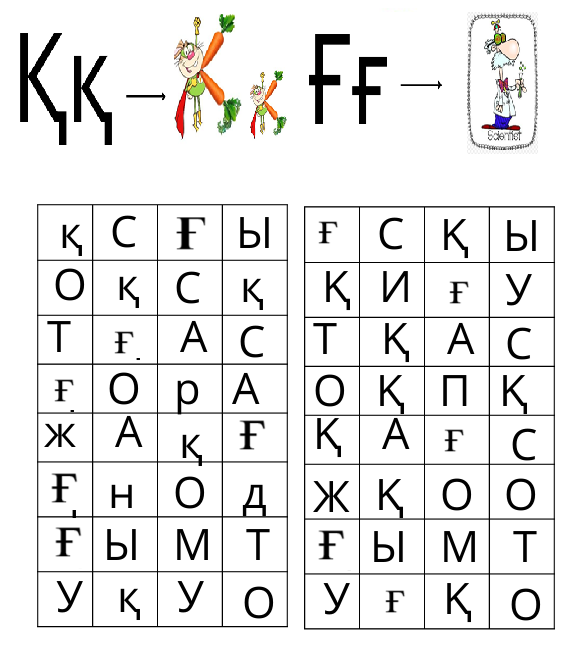 Ққ Ғғ
Scientist
қ С Ғ Ы
О қ С қ
Т ғ А С
ғ О р А
ж А қ Ғ
Ғ н О д
Ғ Ы М Т
У қ У О
ғ С Қ Ы
Қ И ғ У
Т Қ А С
О Қ П Қ
Қ А ғ С
Ж Қ О О
Ғ Ы М Т
У ғ Қ О